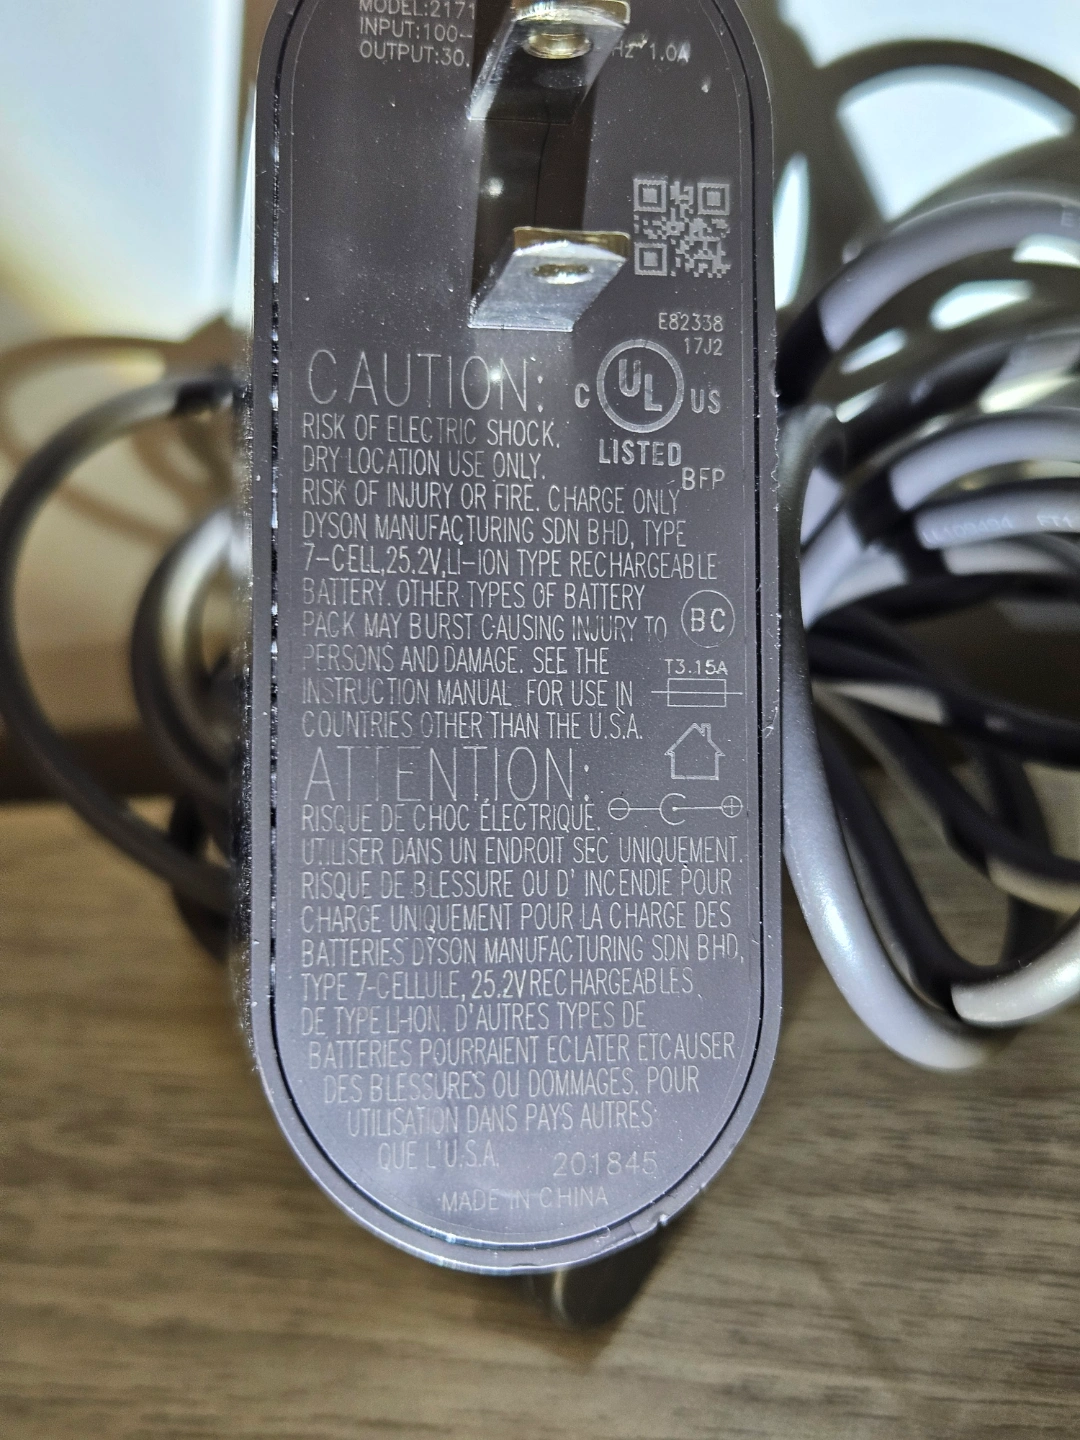 MODEL:2171
INPUT:100- HZ 1.0A
OUTPUT:30.
E82338
17J2
CAUTION:
C UL US
LISTED
BFP
RISK OF ELECTRIC SHOCK.
DRY LOCATION USE ONLY.
RISK OF INJURY OR FIRE. CHARGE ONLY
DYSON MANUFACTURING SDN BHD, TYPE
7-CELL,25.2V,LI-ION TYPE RECHARGEABLE
BATTERY. OTHER TYPES OF BATTERY
PACK MAY BURST CAUSING INJURY TO
PERSONS AND DAMAGE. SEE THE
INSTRUCTION MANUAL. FOR USE IN
COUNTRIES OTHER THAN THE U.S.A.
BC
T3.15A
ATTENTION:
RISQUE DE CHOC ÉLECTRIQUE.
UTILISER DANS UN ENDROIT SEC UNIQUEMENT.
RISQUE DE BLESSURE OU D' INCENDIE POUR
CHARGE UNIQUEMENT POUR LA CHARGE DES
BATTERIES DYSON MANUFACTURING SDN BHD,
TYPE 7-CELLULE, 25.2V RECHARGEABLES
DE TYPE LI-ION. D'AUTRES TYPES DE
BATTERIES POURRAIENT ECLATER ET CAUSER
DES BLESSURES OU DOMMAGES. POUR
UTILISATION DANS PAYS AUTRES
QUE L'U.S.A.
201845
MADE IN CHINA